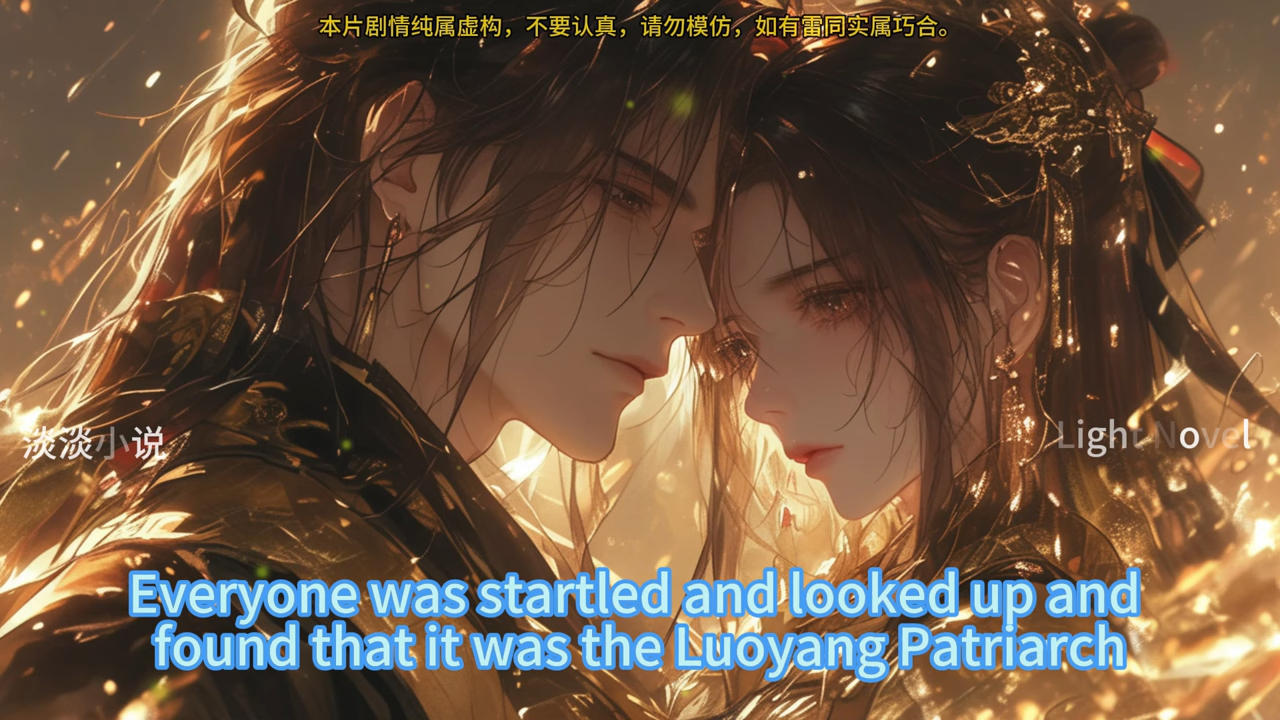 本片剧情纯属虚构，不要认真，请勿模仿，如有雷同实属巧合。
淡淡小说
Light Novel
Everyone was startled and looked up and
found that it was the Luoyang Patriarch